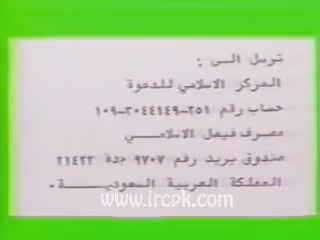 ترسل الى :
المركز الاسلامي للدعوة
حساب رقم ٢٥١-٣٠٤٤١٤٩-١٠٩
مصرف فيصل الاسلامي
صندوق بريد رقم ٩٧٠٧ جدة ٢١٤٢٣
المملكة العربية السعودية .
www.ircpk.com